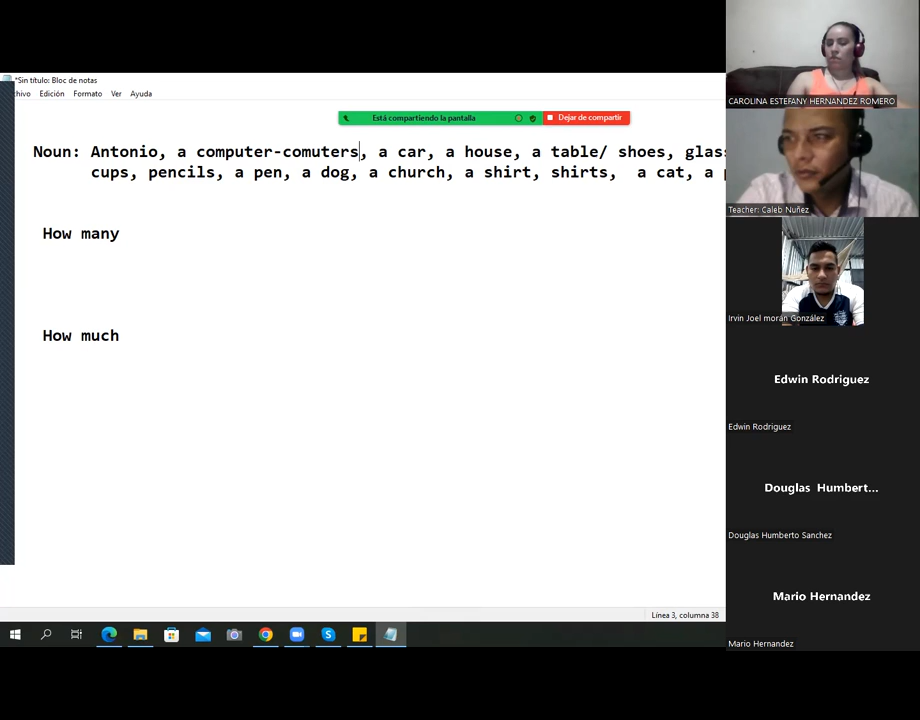 *Sin título: Bloc de notas
Edición Formato Ver Ayuda
Está compartiendo la pantalla Dejar de compartir
Noun: Antonio, a computer-comuters, a car, a house, a table/ shoes,
cups, pencils, a pen, a dog, a church, a shirt, shirts, a cat, a
How many
How much
Línea 3, columna 38
CAROLINA ESTEFANY HERNANDEZ ROMERO
Teacher: Caleb Nuñez
Irvin Joel morán González
Edwin Rodriguez
Edwin Rodriguez
Douglas Humbert...
Douglas Humberto Sanchez
Mario Hernandez
Mario Hernandez